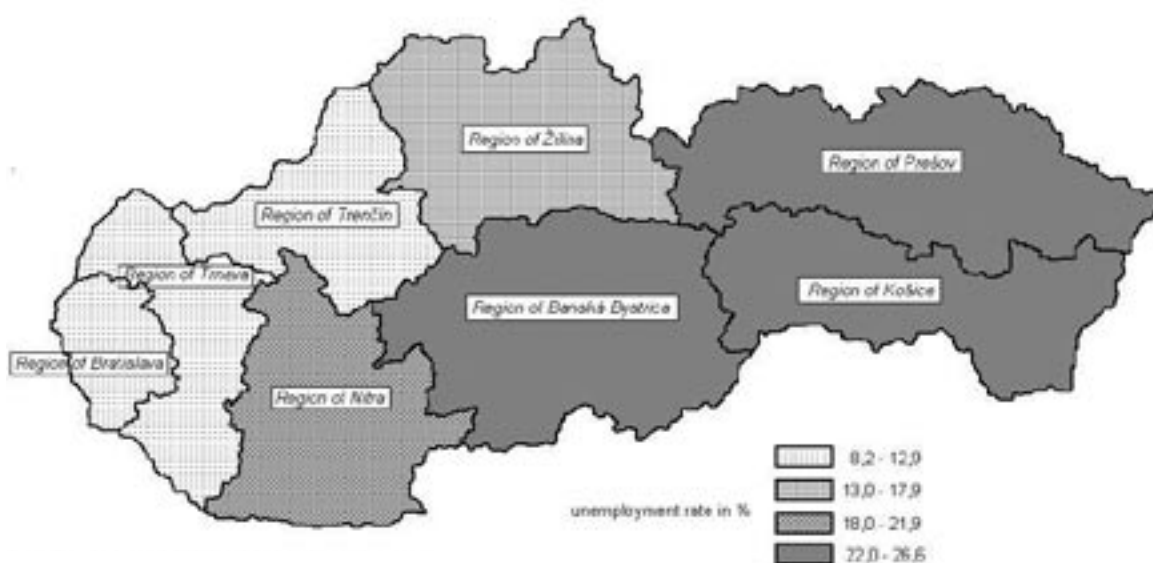 Region of Žilina
Region of Prešov
Region of Trenčín
Region of Trnava
Region of Košice
Region of Banská Bystrica
Region of Bratislava
Region of Nitra
8,2 - 12,9
13,0 - 17,9
unemployment rate in %
18,0 - 21,9
22,0 - 26,6